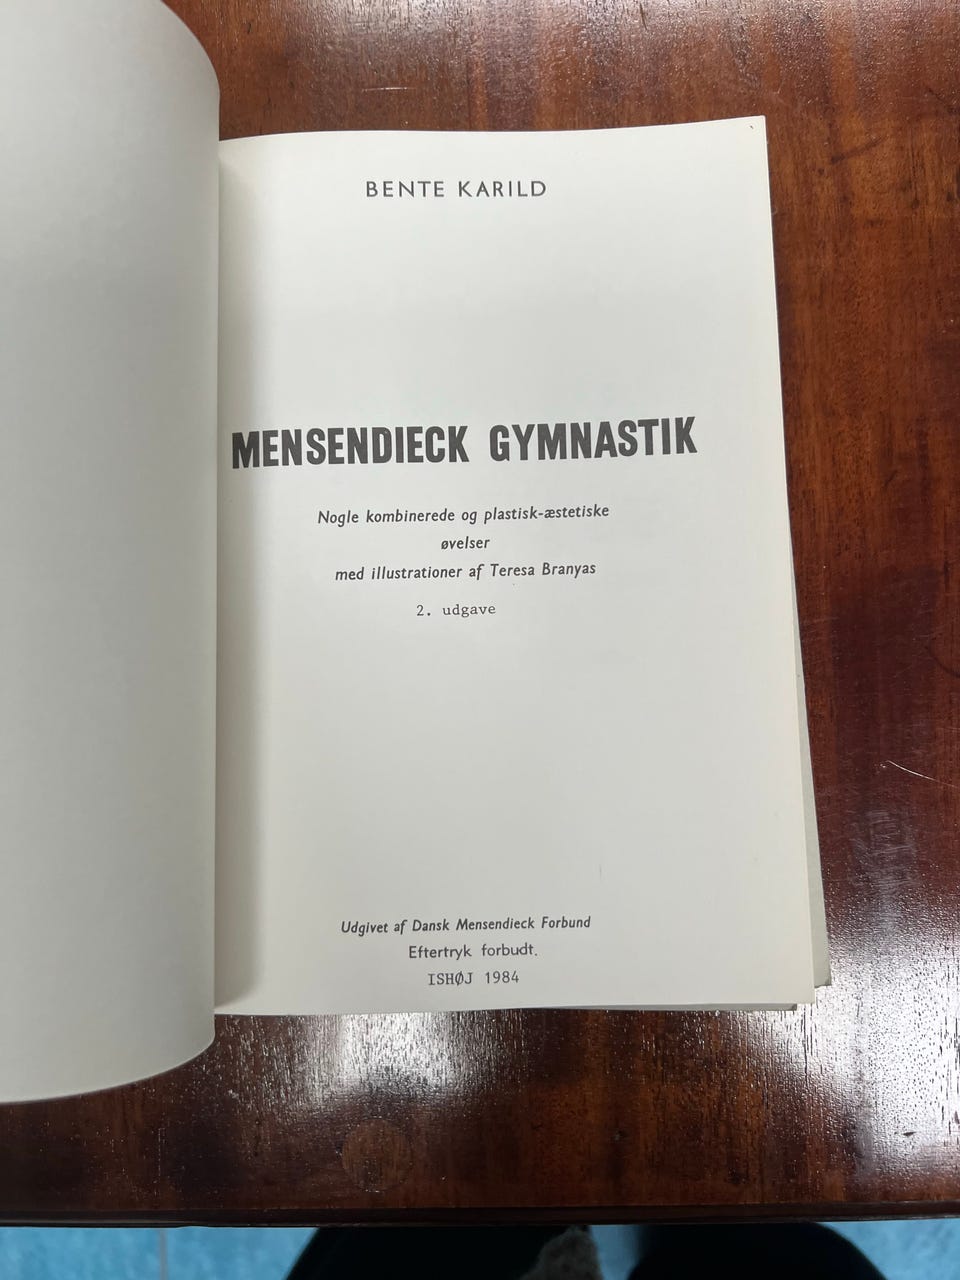 BENTE KARILD
MENSENDIECK GYMNASTIK
Nogle kombinerede og plastisk-æstetiske
øvelser
med illustrationer af Teresa Branyas
2. udgave
Udgivet af Dansk Mensendieck Forbund
Eftertryk forbudt.
ISHØJ 1984